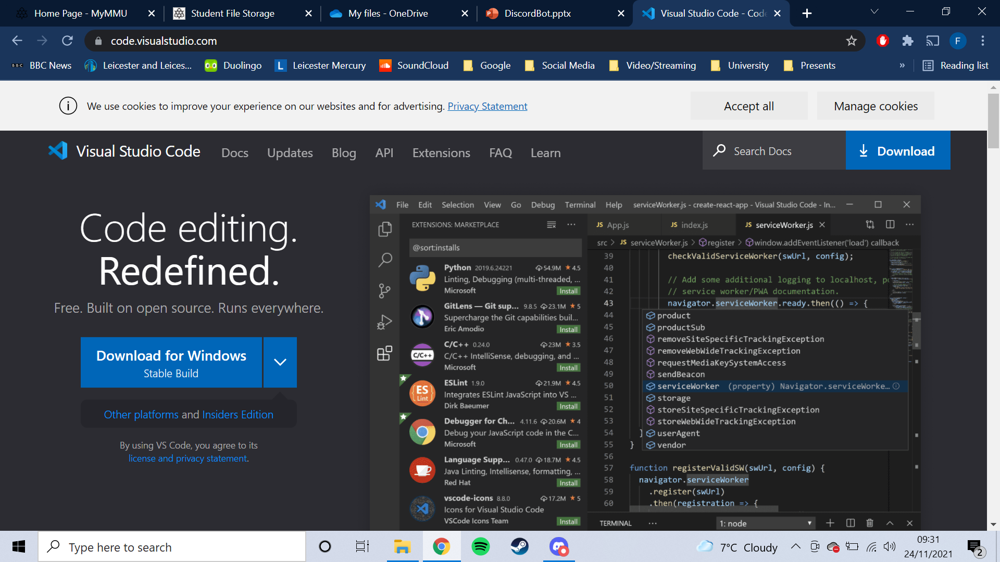 Home Page - MyMMU
Student File Storage
My files - OneDrive
DiscordBot.pptx
Visual Studio Code - Code
code.visualstudio.com
F
BBC BBC News
Leicester and Leices...
Duolingo
L Leicester Mercury
SoundCloud
Google
Social Media
Video/Streaming
University
Presents
»
Reading list
We use cookies to improve your experience on our websites and for advertising. Privacy Statement
Accept all
Manage cookies
Visual Studio Code
Docs
Updates
Blog
API
Extensions
FAQ
Learn
Search Docs
Download
Code editing.
Redefined.
Free. Built on open source. Runs everywhere.
Download for Windows
Stable Build
Other platforms and Insiders Edition
By using VS Code, you agree to its
license and privacy statement.
File Edit Selection View Go Debug Terminal Help serviceWorker.js - create-react-app - Visual Studio Code - In...
EXTENSIONS: MARKETPLACE
@sort:installs
Python 2019.6.24221 54.9M ★ 4.5
Linting, Debugging (multi-threaded, ...
Microsoft Install
GitLens — Git sup... 9.8.5 23.1M ★ 5
Supercharge the Git capabilities buil...
Eric Amodio Install
C/C++ C/C++ 0.24.0 23M ★ 3.5
C/C++ IntelliSense, debugging, and ...
Microsoft Install
ES Lint ESLint 1.9.0 21.9M ★ 4.5
Integrates ESLint JavaScript into VS ...
Dirk Baeumer Install
Debugger for Ch... 4.11.6 20.6M ★ 4
Debug your JavaScript code in the C...
Microsoft Install
Language Supp... 0.47.0 18.7M ★ 4.5
Java Linting, Intellisense, formatting, ...
Red Hat Install
vscode-icons 8.8.0 17.2M ★ 5
Icons for Visual Studio Code
VSCode Icons Team Install
JS App.js JS index.js JS serviceWorker.js
src > JS serviceWorker.js > register > window.addEventListener('load') callback
39 checkValidServiceWorker(swUrl, config);
40
41 // Add some additional logging to localhost, po
42 // service worker/PWA documentation.
43 navigator.serviceWorker.ready.then(() => {
44 product
45 productSub
46 removeSiteSpecificTrackingException
47 removeWebWideTrackingException
48 requestMediaKeySystemAccess
49 sendBeacon
50 serviceWorker (property) Navigator.serviceWorke...
51 storage
52 storeSiteSpecificTrackingException
53 storeWebWideTrackingException
54 } userAgent
55 } vendor
56
57 function registerValidSW(swUrl, config) {
58 navigator.serviceWorker
59 .register(swUrl)
60 .then(registration => {
TERMINAL ... 1: node
Type here to search
7°C Cloudy
09:31
24/11/2021
2